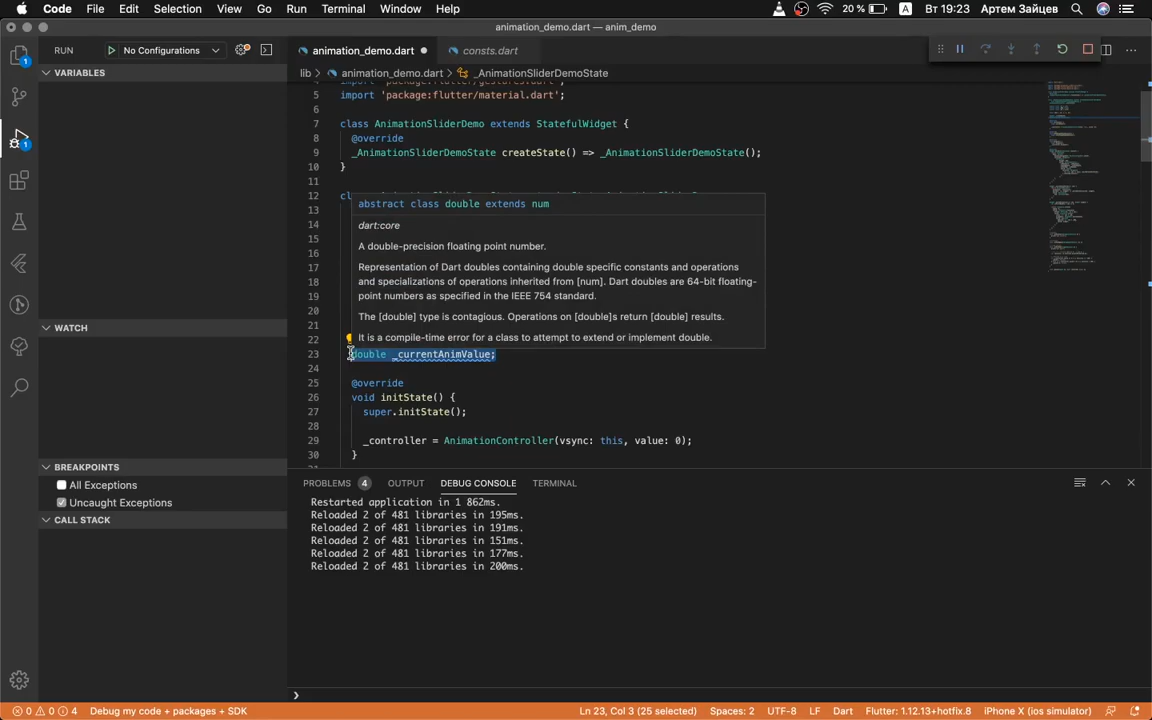 Code File Edit Selection View Go Run Terminal Window Help
20 % A Вт 19:23 Артем Зайцев
animation_demo.dart — anim_demo
RUN No Configurations
animation_demo.dart consts.dart
VARIABLES
lib > animation_demo.dart > _AnimationSliderDemoState
5 import 'package:flutter/material.dart';
6
7 class AnimationSliderDemo extends StatefulWidget {
8 @override
9 _AnimationSliderDemoState createState() => _AnimationSliderDemoState();
10 }
11
12
13
14
15
16
17
18
19
20
21
22
abstract class double extends num
dart:core
A double-precision floating point number.
Representation of Dart doubles containing double specific constants and operations
and specializations of operations inherited from [num]. Dart doubles are 64-bit floating-
point numbers as specified in the IEEE 754 standard.
The [double] type is contagious. Operations on [double]s return [double] results.
It is a compile-time error for a class to attempt to extend or implement double.
23 double _currentAnimValue;
24
25 @override
26 void initState() {
27 super.initState();
28
29 _controller = AnimationController(vsync: this, value: 0);
30 }
WATCH
BREAKPOINTS
All Exceptions
Uncaught Exceptions
CALL STACK
PROBLEMS 4 OUTPUT DEBUG CONSOLE TERMINAL
Restarted application in 1 862ms.
Reloaded 2 of 481 libraries in 195ms.
Reloaded 2 of 481 libraries in 191ms.
Reloaded 2 of 481 libraries in 151ms.
Reloaded 2 of 481 libraries in 177ms.
Reloaded 2 of 481 libraries in 200ms.
0 0 4 Debug my code + packages + SDK Ln 23, Col 3 (25 selected) Spaces: 2 UTF-8 LF Dart Flutter: 1.12.13+hotfix.8 iPhone X (ios simulator)